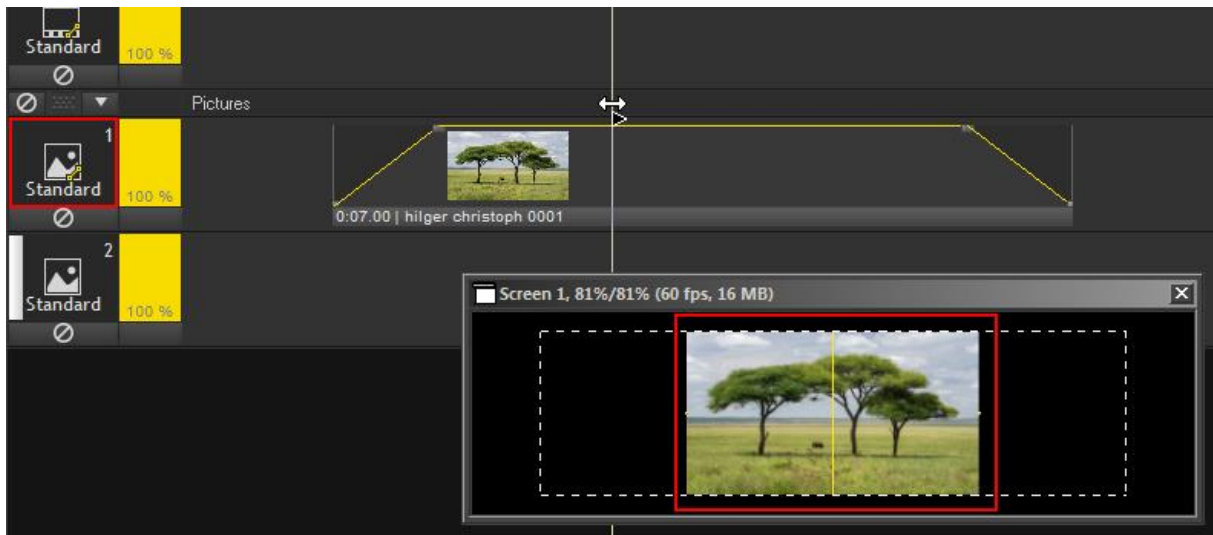 Standard
100 %
Pictures
1
Standard
100 %
0:07.00 | hilger christoph 0001
2
Standard
100 %
Screen 1, 81%/81% (60 fps, 16 MB)